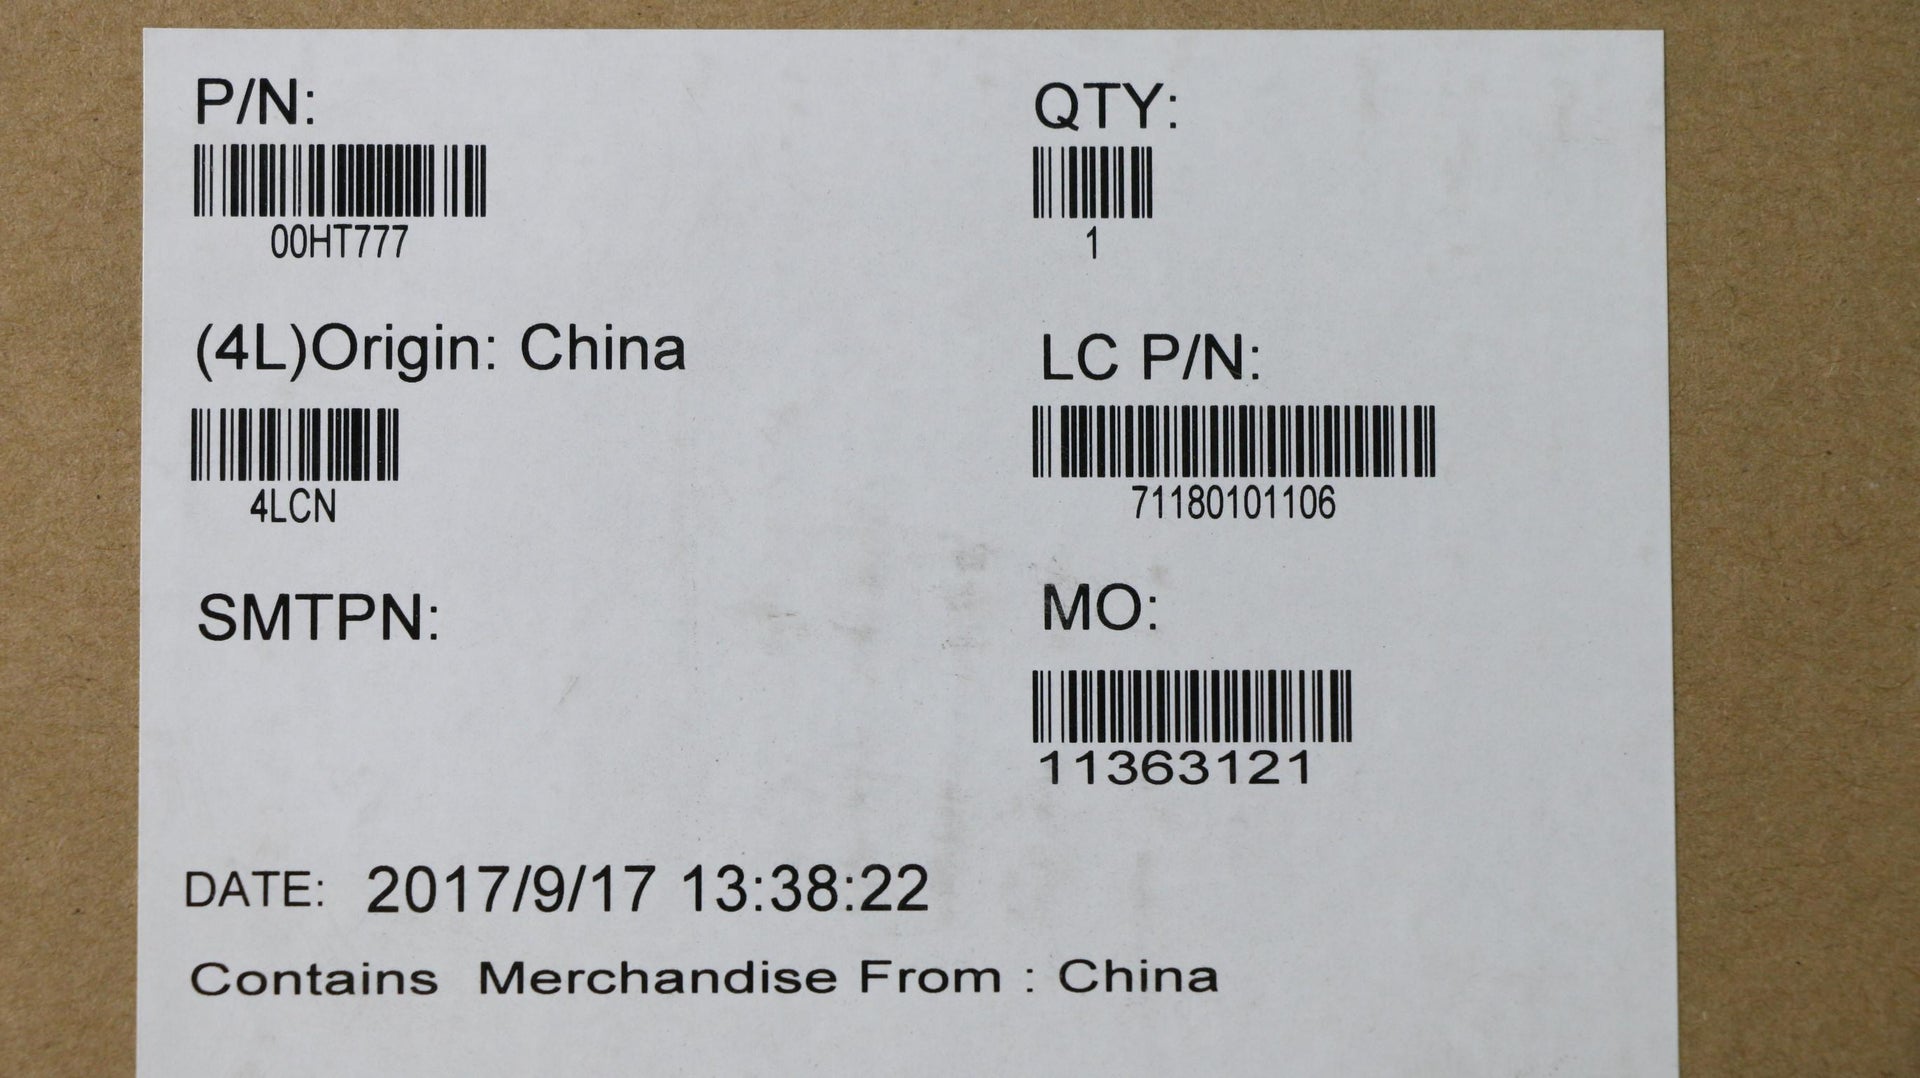 P/N:
QTY:
00HT777
1
(4L)Origin: China
LC P/N:
4LCN
71180101106
SMTPN:
MO:
11363121
DATE: 2017/9/17 13:38:22
Contains Merchandise From : China